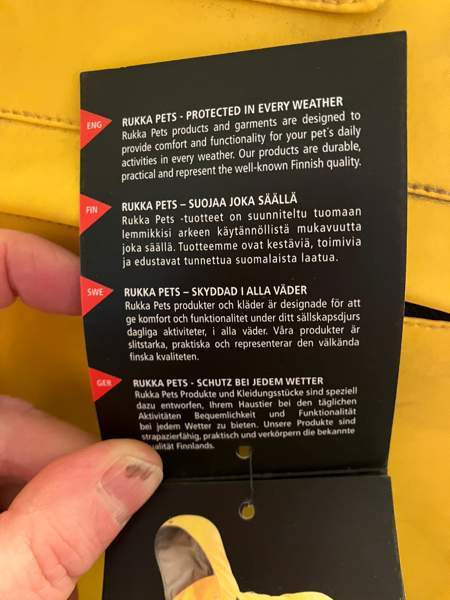 ENG
RUKKA PETS - PROTECTED IN EVERY WEATHER
Rukka Pets products and garments are designed to
provide comfort and functionality for your pet´s daily
activities in every weather. Our products are durable,
practical and represent the well-known Finnish quality.
FIN
RUKKA PETS – SUOJAA JOKA SÄÄLLÄ
Rukka Pets -tuotteet on suunniteltu tuomaan
lemmikkisi arkeen käytännöllistä mukavuutta
joka säällä. Tuotteemme ovat kestäviä, toimivia
ja edustavat tunnettua suomalaista laatua.
SWE
RUKKA PETS – SKYDDAD I ALLA VÄDER
Rukka Pets produkter och kläder är designade för att
ge komfort och funktionalitet under ditt sällskapsdjurs
dagliga aktiviteter, i alla väder. Våra produkter är
slitstarka, praktiska och representerar den välkända
finska kvaliteten.
GER
RUKKA PETS - SCHUTZ BEI JEDEM WETTER
Rukka Pets Produkte und Kleidungsstücke sind speziell
dazu entworfen, Ihrem Haustier bei den täglichen
Aktivitäten Bequemlichkeit und Funktionalität
bei jedem Wetter zu bieten. Unsere Produkte sind
strapazierfähig, praktisch und verkörpern die bekannte
Qualität Finnlands.